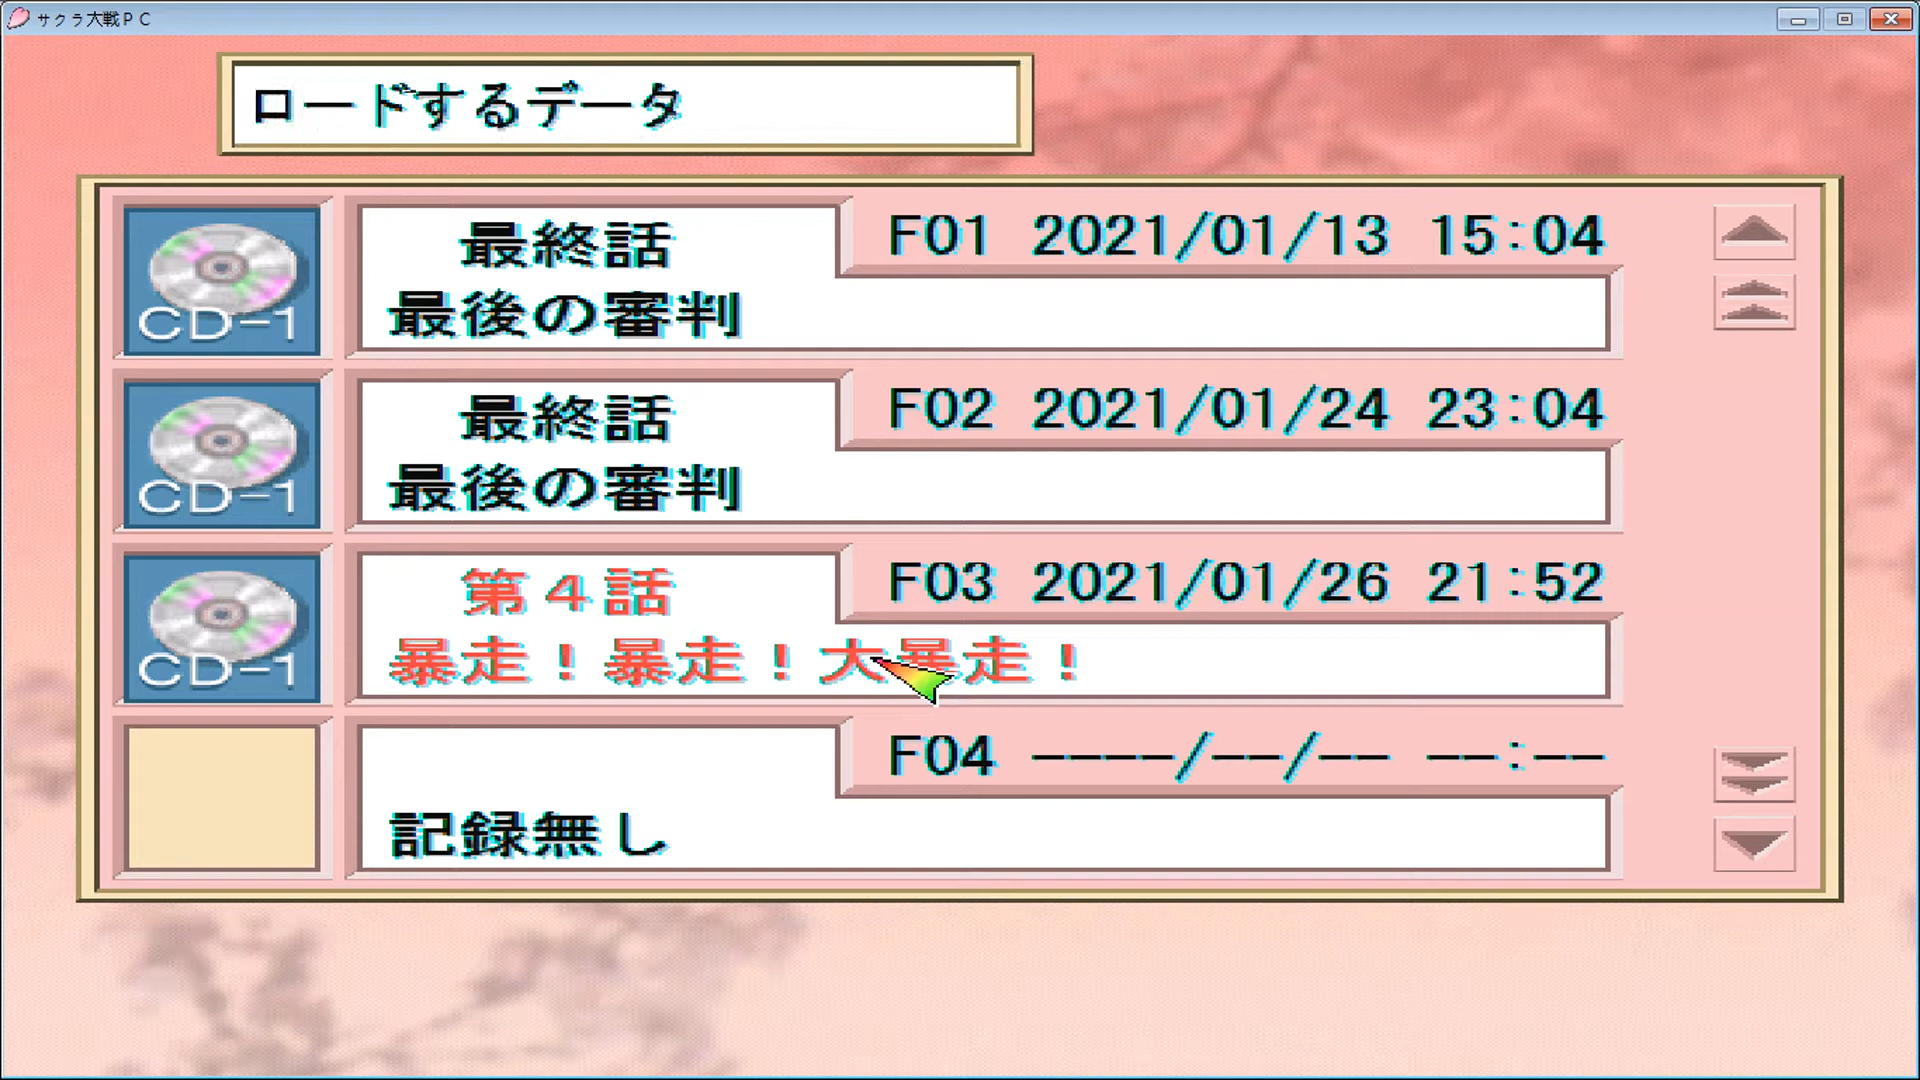 サクラ大戦ＰＣ
ロードするデータ
CD-1
最終話
F01 2021/01/13 15:04
最後の審判
CD-1
最終話
F02 2021/01/24 23:04
最後の審判
CD-1
第４話
F03 2021/01/26 21:52
暴走！暴走！大暴走！
F04 ----/--/-- --:--
記録無し